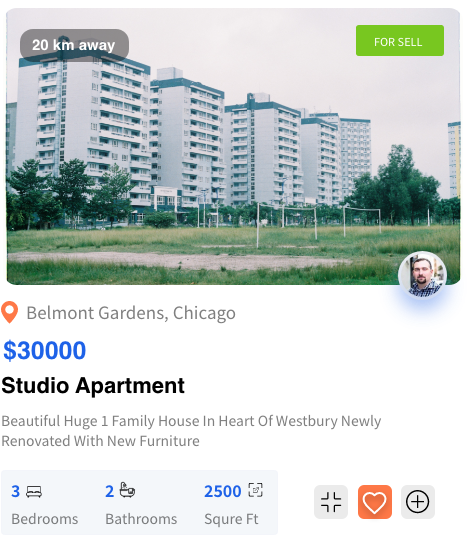 20 km away
FOR SELL
Belmont Gardens, Chicago
$30000
Studio Apartment
Beautiful Huge 1 Family House In Heart Of Westbury Newly
Renovated With New Furniture
3 2 2500
Bedrooms Bathrooms Squre Ft